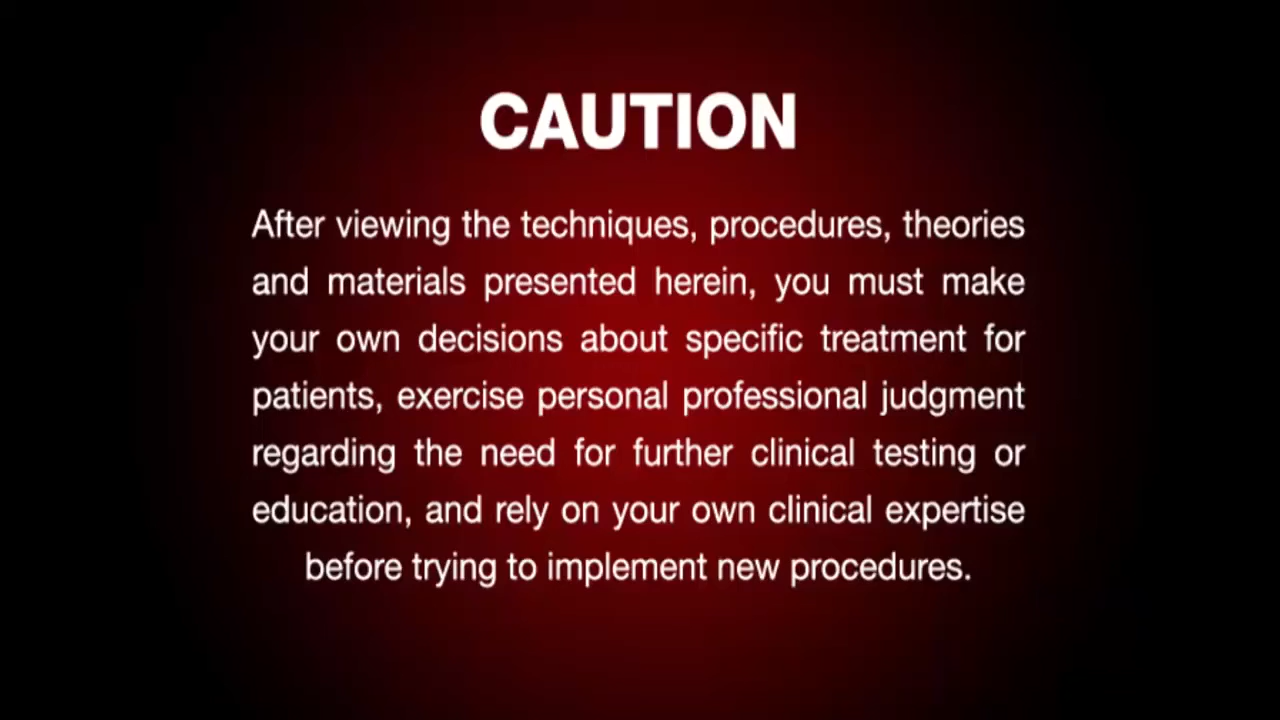 CAUTION
After viewing the techniques, procedures, theories
and materials presented herein, you must make
your own decisions about specific treatment for
patients, exercise personal professional judgment
regarding the need for further clinical testing or
education, and rely on your own clinical expertise
before trying to implement new procedures.